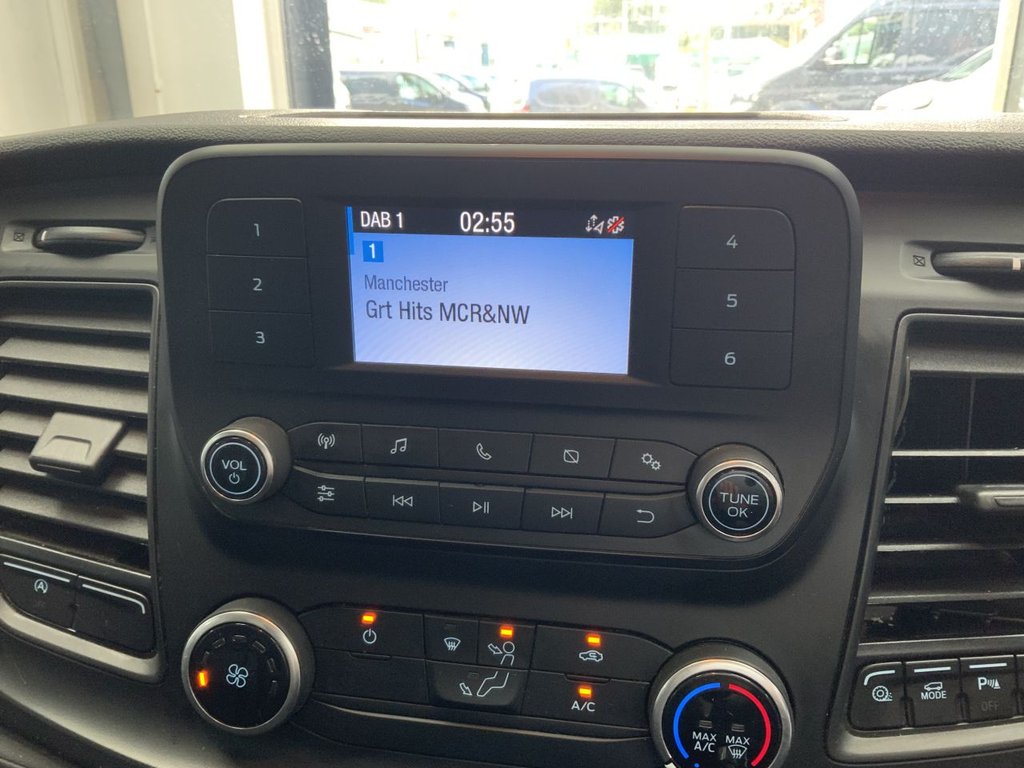 DAB 1 02:55
1
Manchester
Grt Hits MCR&NW
1
2
3
4
5
6
VOL
TUNE
OK
A
A/C
MAX
A/C
MAX
MODE
P
OFF